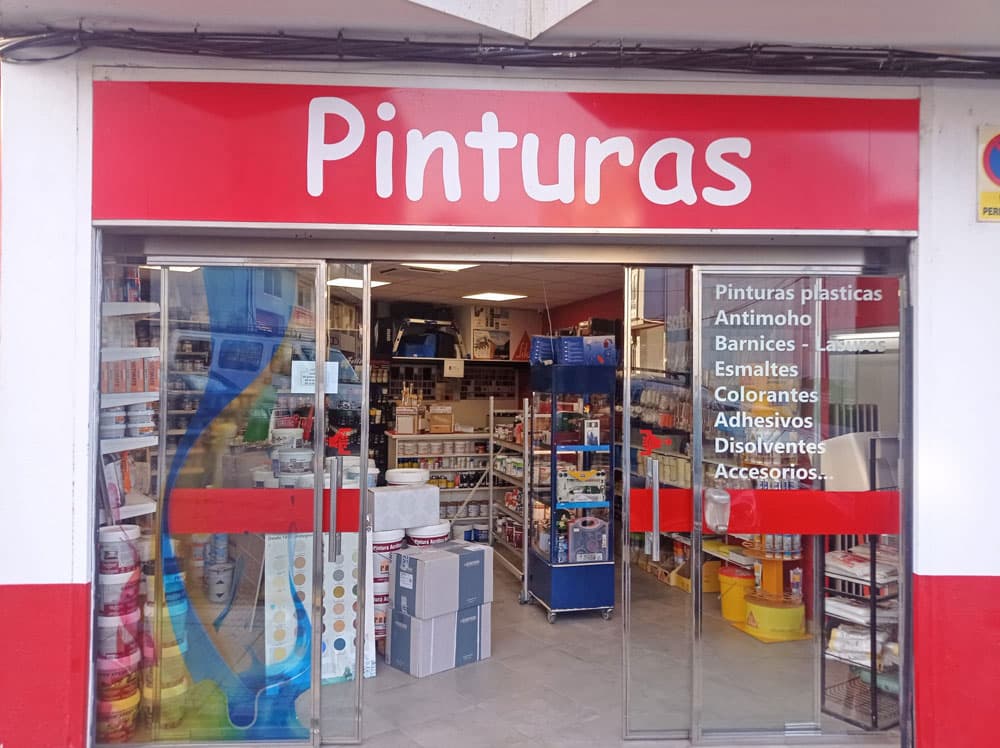 Pinturas
Pinturas plasticas
Antimoho
Barnices - Lasures
Esmaltes
Colorantes
Adhesivos
Disolventes
Accesorios...